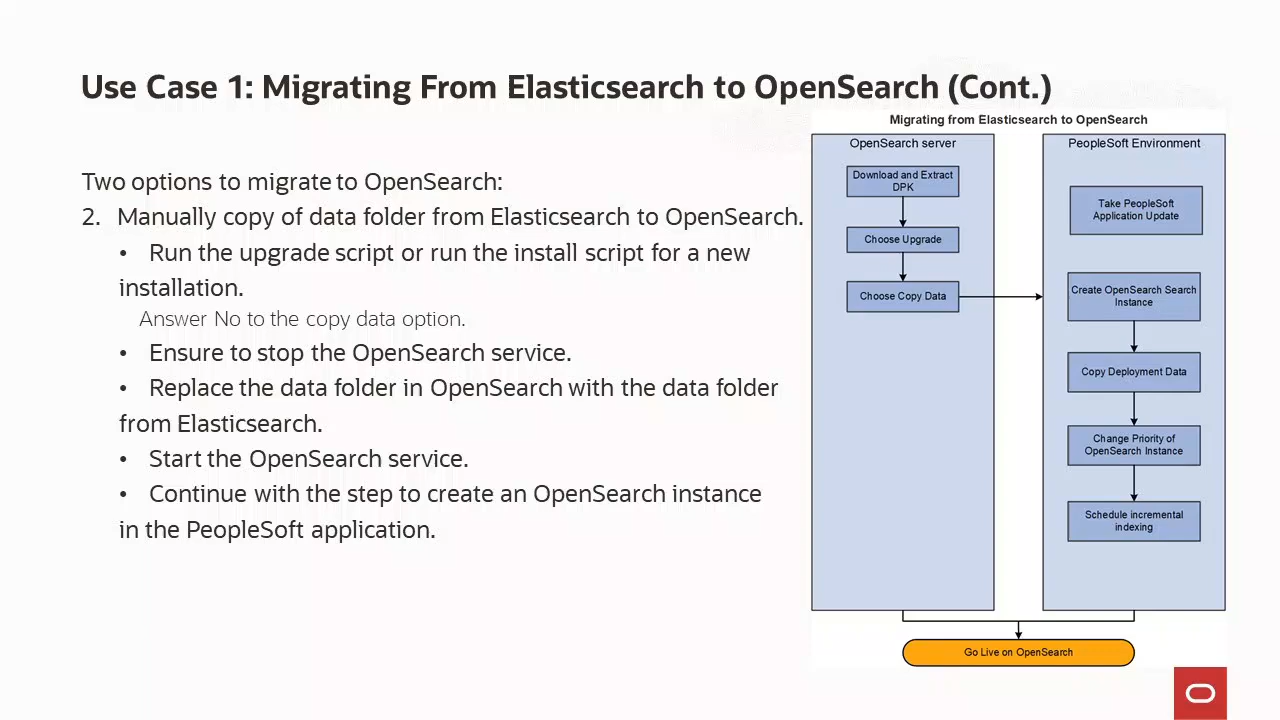 Use Case 1: Migrating From Elasticsearch to OpenSearch (Cont.)
Two options to migrate to OpenSearch:
2. Manually copy of data folder from Elasticsearch to OpenSearch.
• Run the upgrade script or run the install script for a new
installation.
Answer No to the copy data option.
• Ensure to stop the OpenSearch service.
• Replace the data folder in OpenSearch with the data folder
from Elasticsearch.
• Start the OpenSearch service.
• Continue with the step to create an OpenSearch instance
in the PeopleSoft application.
Migrating from Elasticsearch to OpenSearch
OpenSearch server
Download and Extract
DPK
Choose Upgrade
Choose Copy Data
PeopleSoft Environment
Take PeopleSoft
Application Update
Create OpenSearch Search
Instance
Copy Deployment Data
Change Priority of
OpenSearch Instance
Schedule incremental
indexing
Go Live on OpenSearch